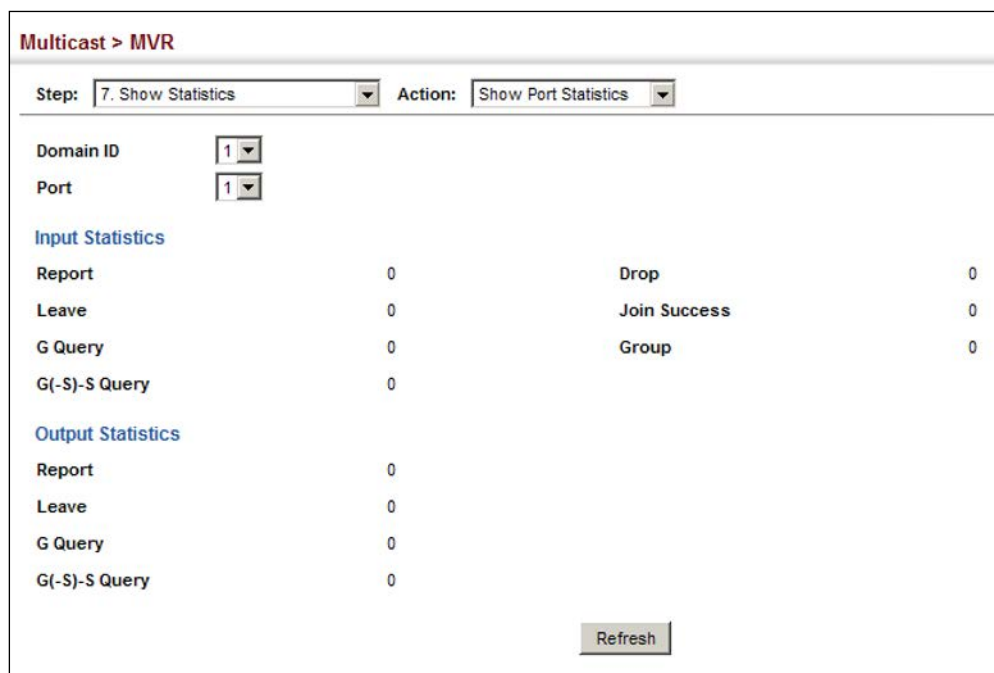 Multicast > MVR
Step: 7. Show Statistics Action: Show Port Statistics
Domain ID 1
Port 1
Input Statistics
Report 0 Drop 0
Leave 0 Join Success 0
G Query 0 Group 0
G(-S)-S Query 0
Output Statistics
Report 0
Leave 0
G Query 0
G(-S)-S Query 0
Refresh